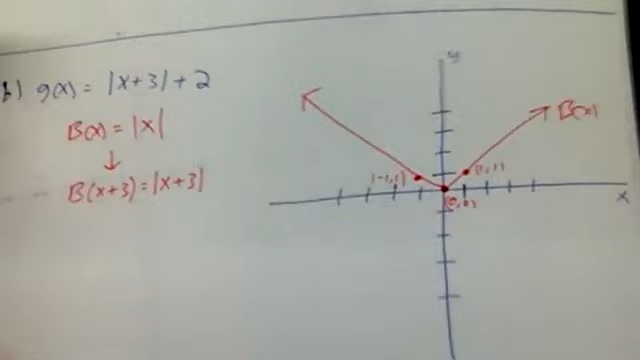 b) g(x) = |x+3| + 2
B(x) = |x|
↓
B(x+3) = |x+3|
y
B(x)
(-1,1)
(1,1)
(0,0)
x